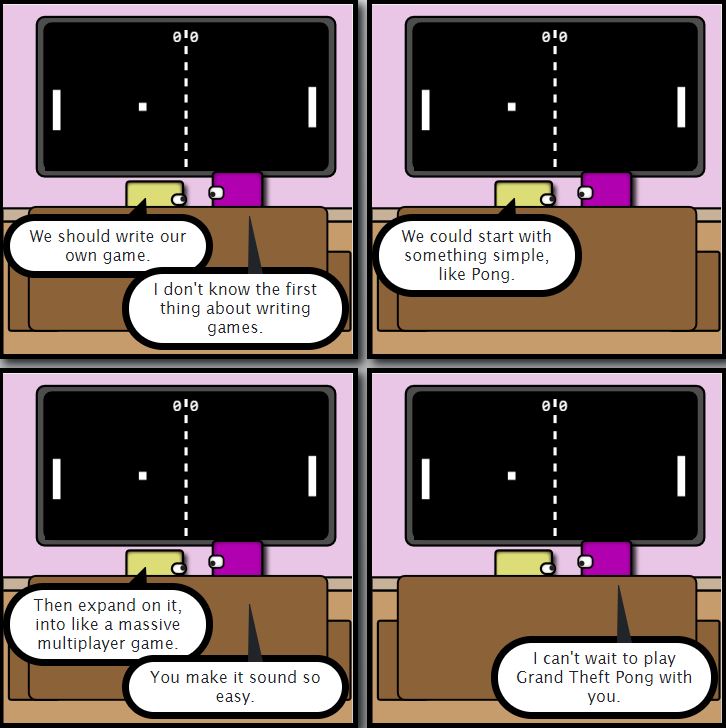 0 0
We should write our
own game.
I don't know the first
thing about writing
games.
0 0
We could start with
something simple,
like Pong.
0 0
Then expand on it,
into like a massive
multiplayer game.
You make it sound so
easy.
0 0
I can't wait to play
Grand Theft Pong with
you.